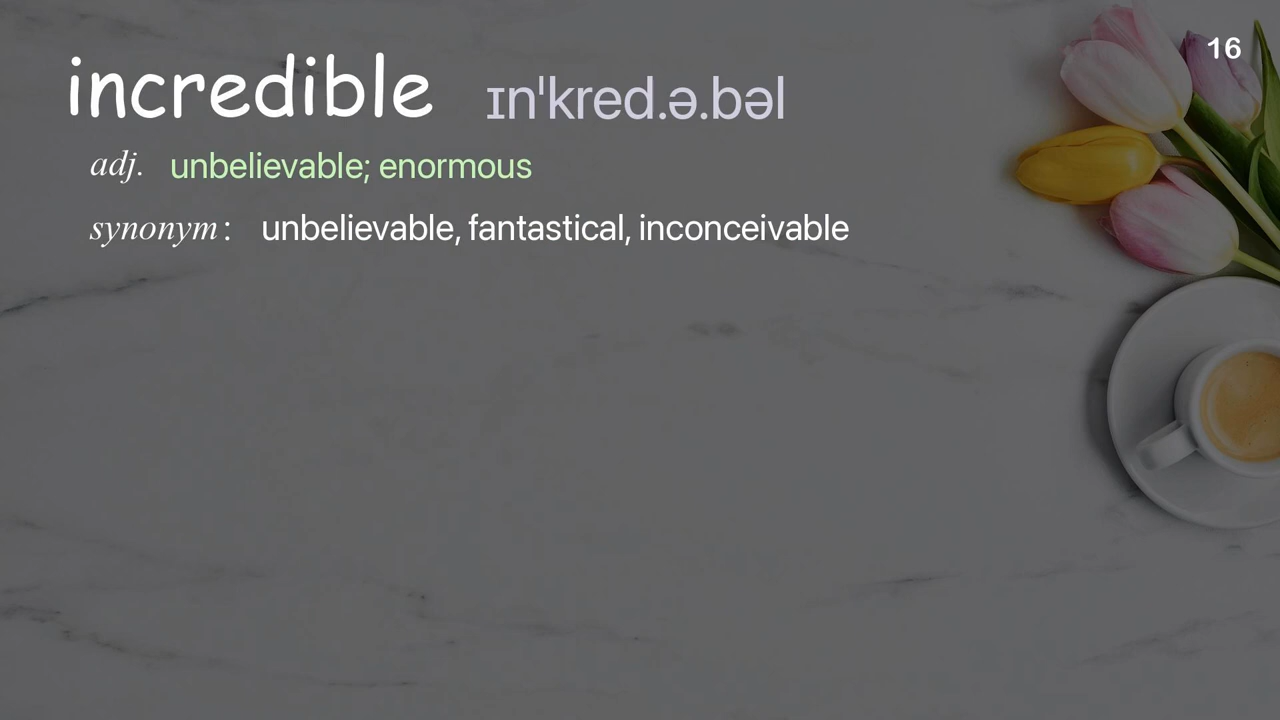 16
incredible ɪnˈkred.ə.bəl
adj. unbelievable; enormous
synonym: unbelievable, fantastical, inconceivable